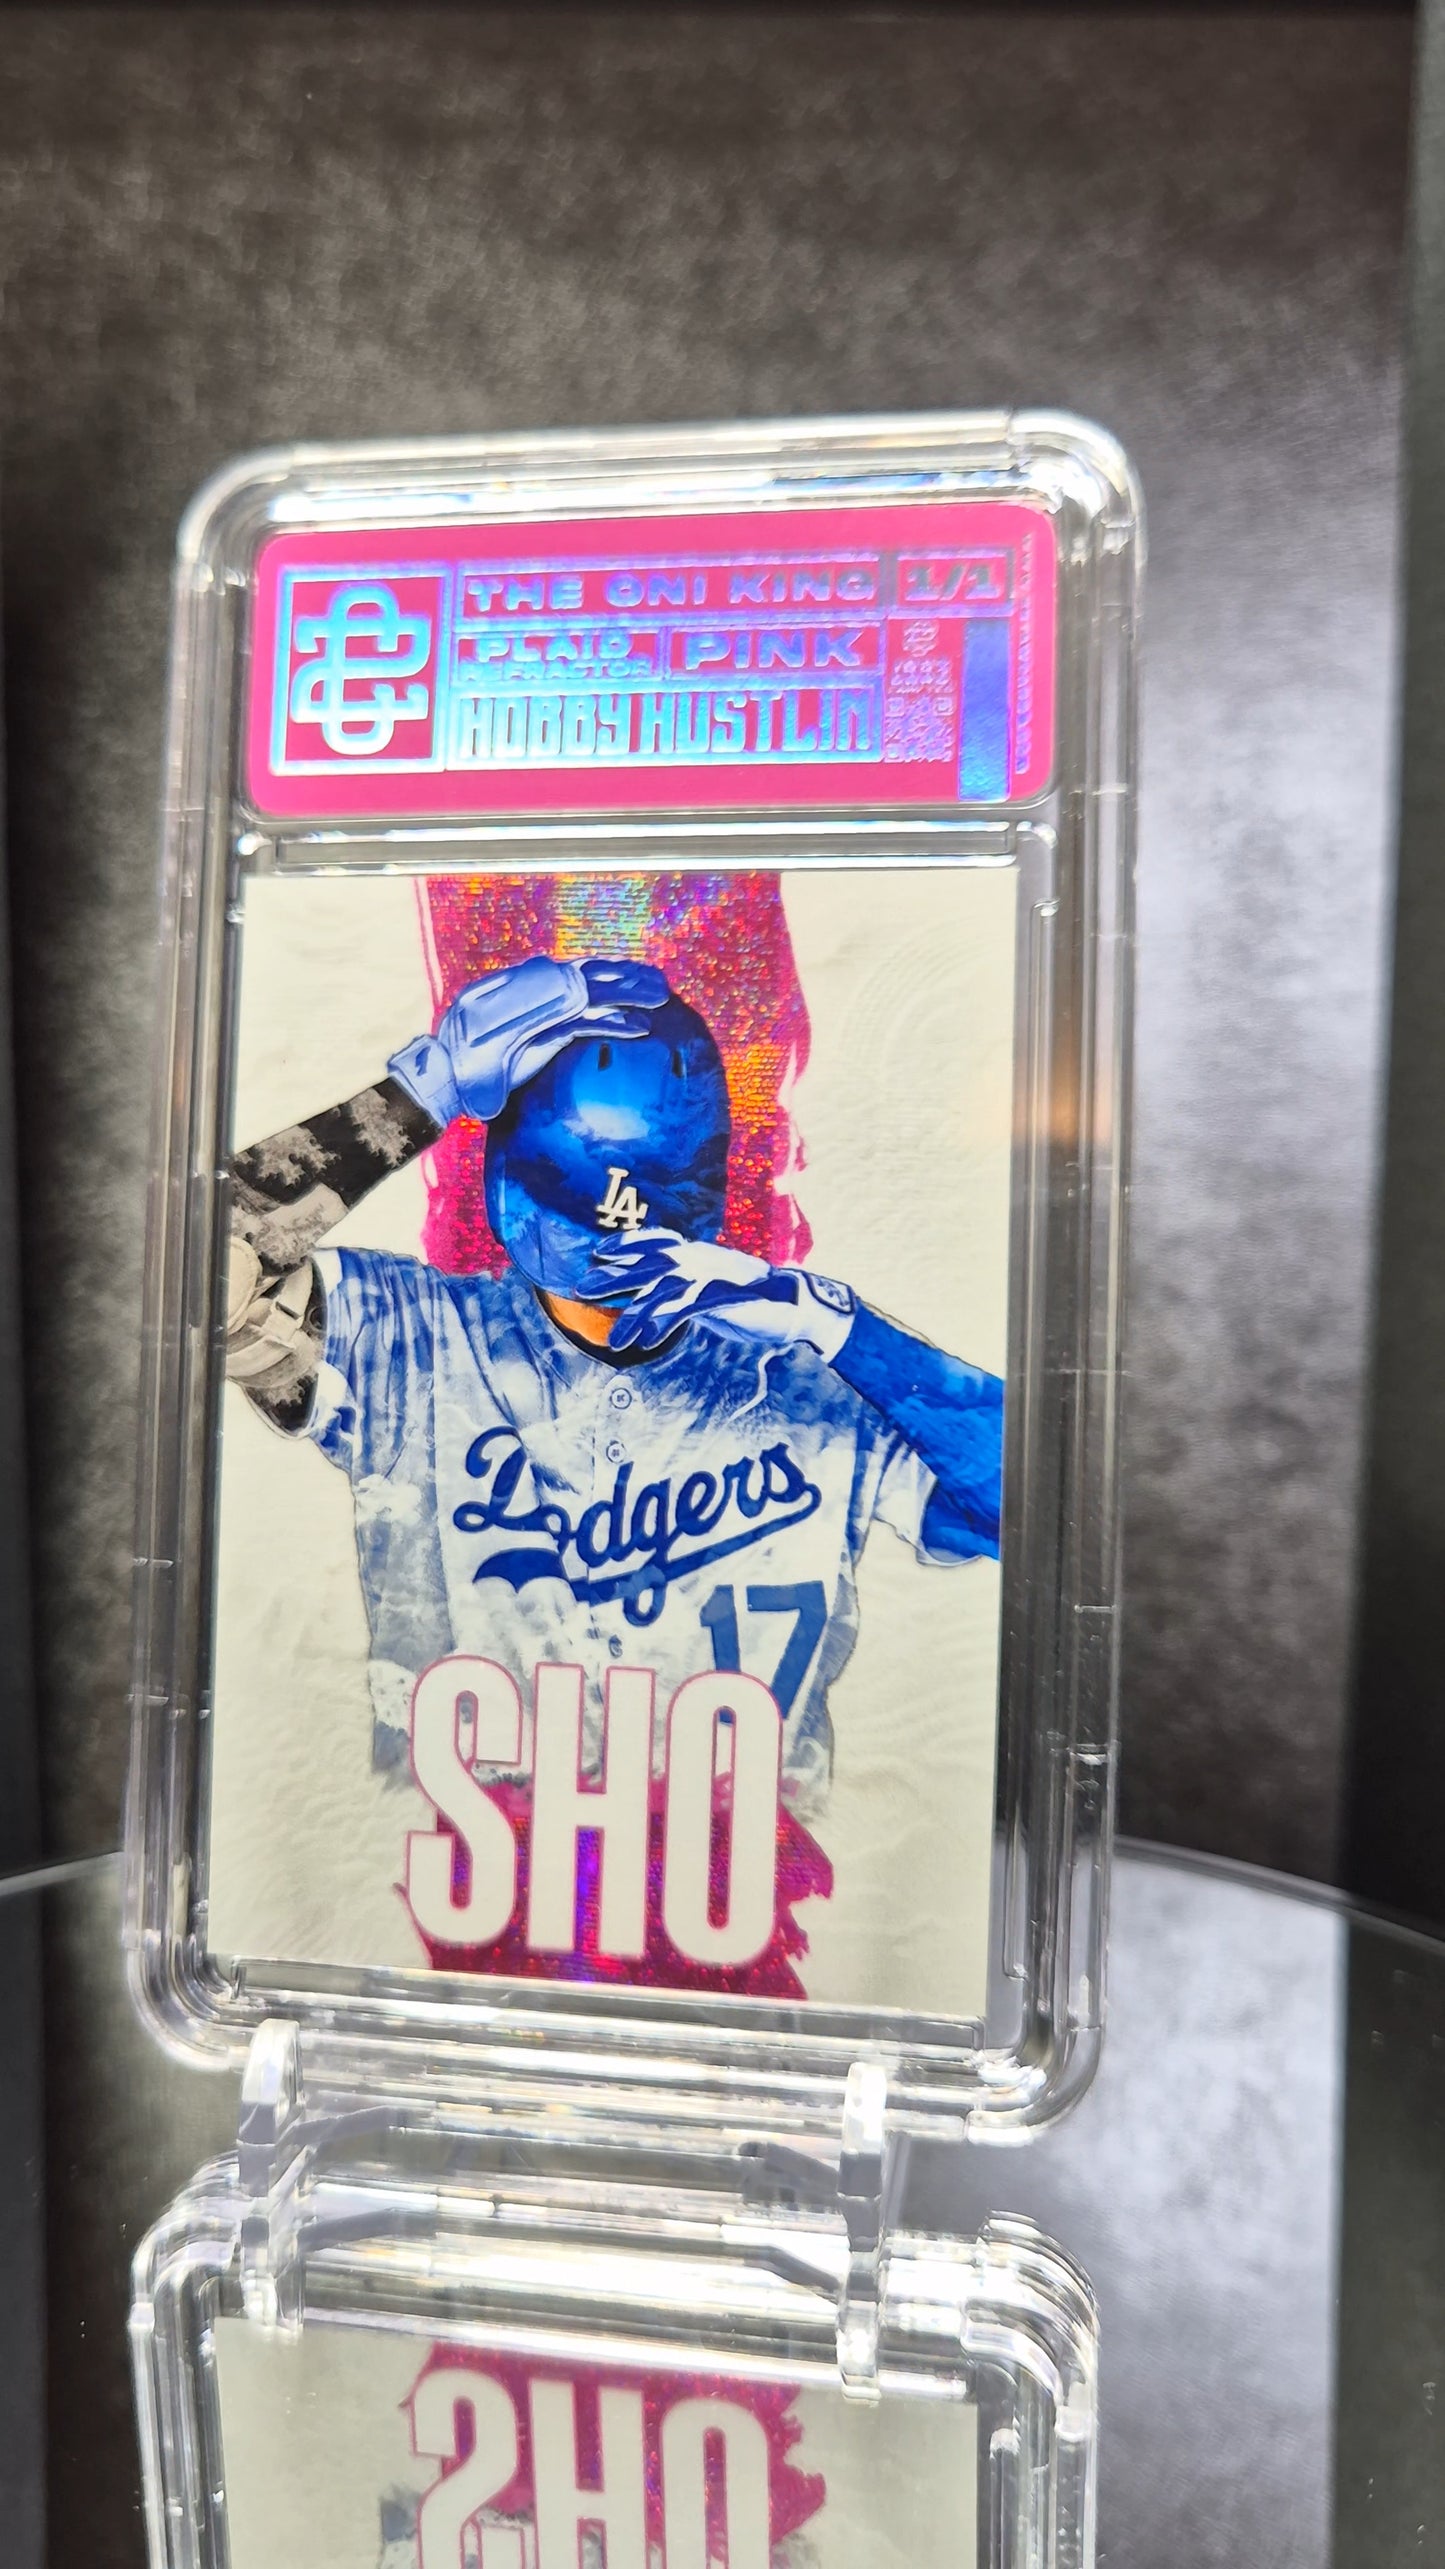 THE ONI KING
1/1
PLAID
REFRACTOR
PINK
HOBBY HUSTLIN
LA
Dodgers
17
SHO